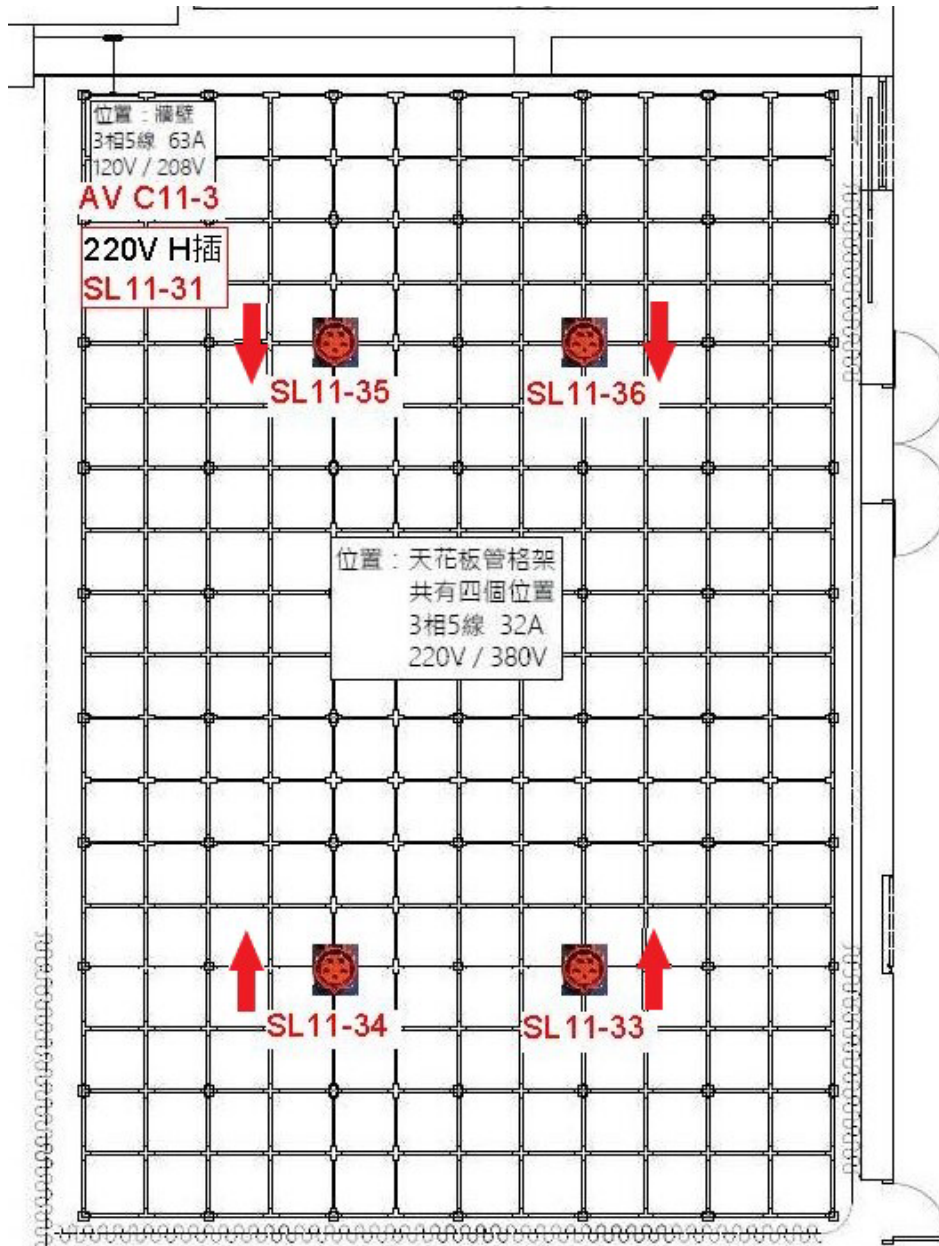 位置：牆壁
3相5線 63A
120V / 208V
AV C11-3
220V H插
SL11-31
SL11-35
SL11-36
位置：天花板管格架
共有四個位置
3相5線 32A
220V / 380V
SL11-34
SL11-33